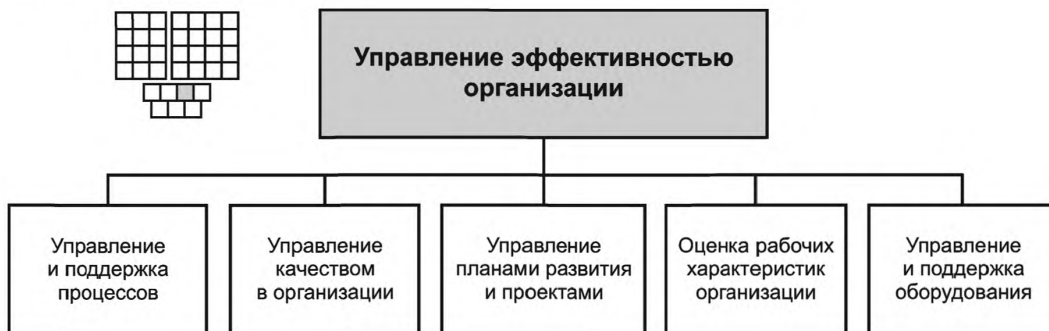 Управление эффективностью
организации
Управление
и поддержка
процессов
Управление
качеством
в организации
Управление
планами развития
и проектами
Оценка рабочих
характеристик
организации
Управление
и поддержка
оборудования